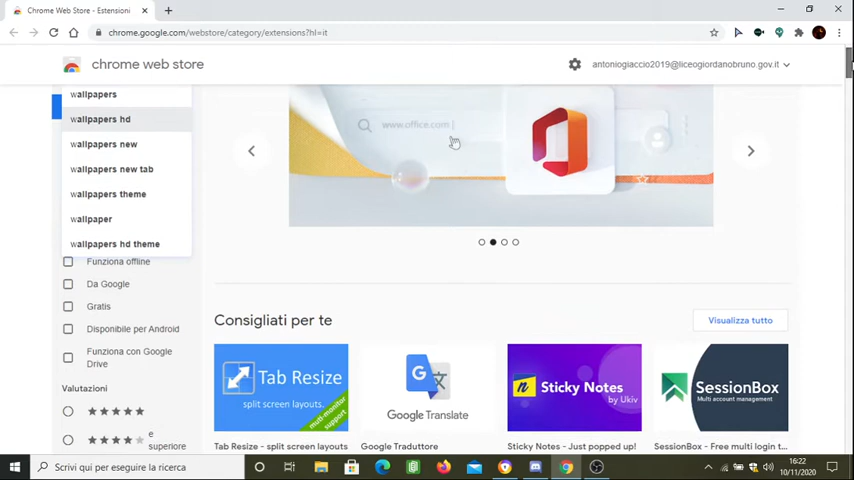 Chrome Web Store - Estensioni
chrome.google.com/webstore/category/extensions?hl=it
chrome web store
antoniogiaccio2019@liceogiordanobruno.gov.it
wallpapers
wallpapers hd
wallpapers new
wallpapers new tab
wallpapers theme
wallpaper
wallpapers hd theme
www.office.com
Funziona offline
Da Google
Gratis
Disponibile per Android
Funziona con Google
Drive
Valutazioni
e
superiore
Consigliati per te
Visualizza tutto
Tab Resize
split screen layouts.
muti-monitor
support
Tab Resize - split screen layouts
Google Translate
Google Traduttore
Sticky Notes
by Ukiv
Sticky Notes - Just popped up!
SessionBox
Multi account management
SessionBox - Free multi login t...
Scrivi qui per eseguire la ricerca
16:22
10/11/2020